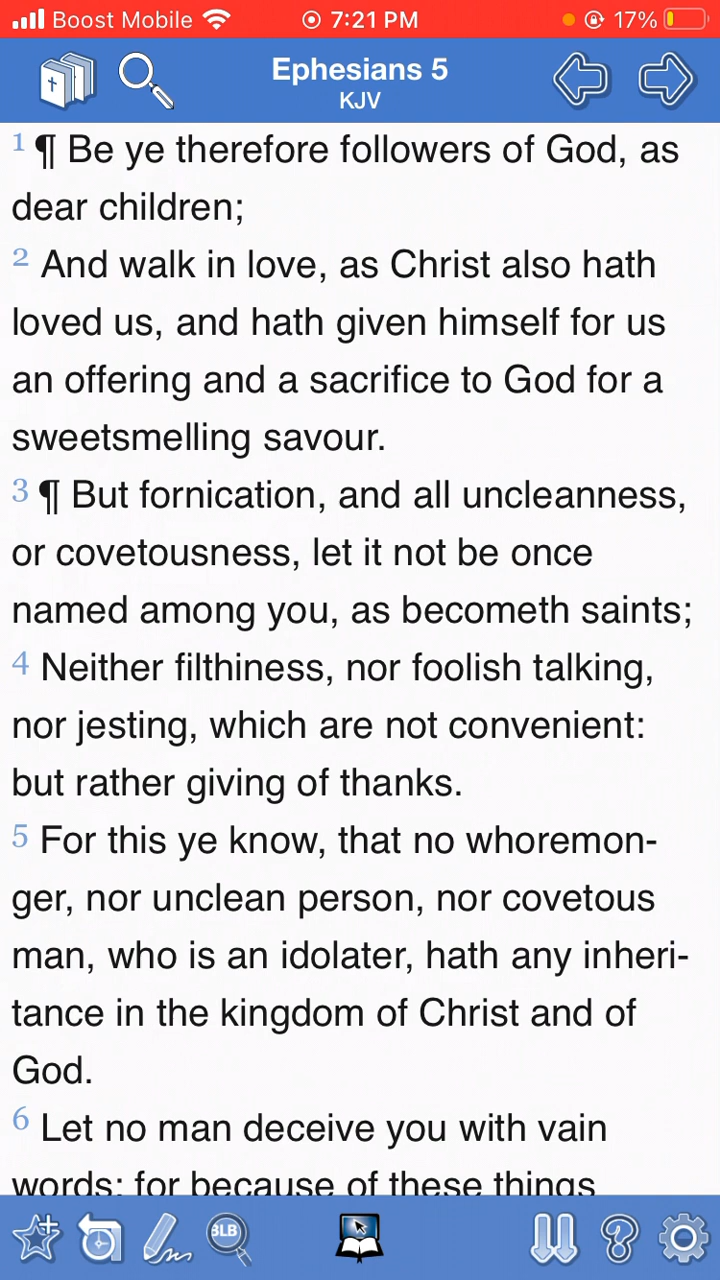 Boost Mobile 7:21 PM 17%
Ephesians 5
KJV
1 ¶ Be ye therefore followers of God, as
dear children;
2 And walk in love, as Christ also hath
loved us, and hath given himself for us
an offering and a sacrifice to God for a
sweetsmelling savour.
3 ¶ But fornication, and all uncleanness,
or covetousness, let it not be once
named among you, as becometh saints;
4 Neither filthiness, nor foolish talking,
nor jesting, which are not convenient:
but rather giving of thanks.
5 For this ye know, that no whoremon-
ger, nor unclean person, nor covetous
man, who is an idolater, hath any inheri-
tance in the kingdom of Christ and of
God.
6 Let no man deceive you with vain
words: for because of these things
BLB